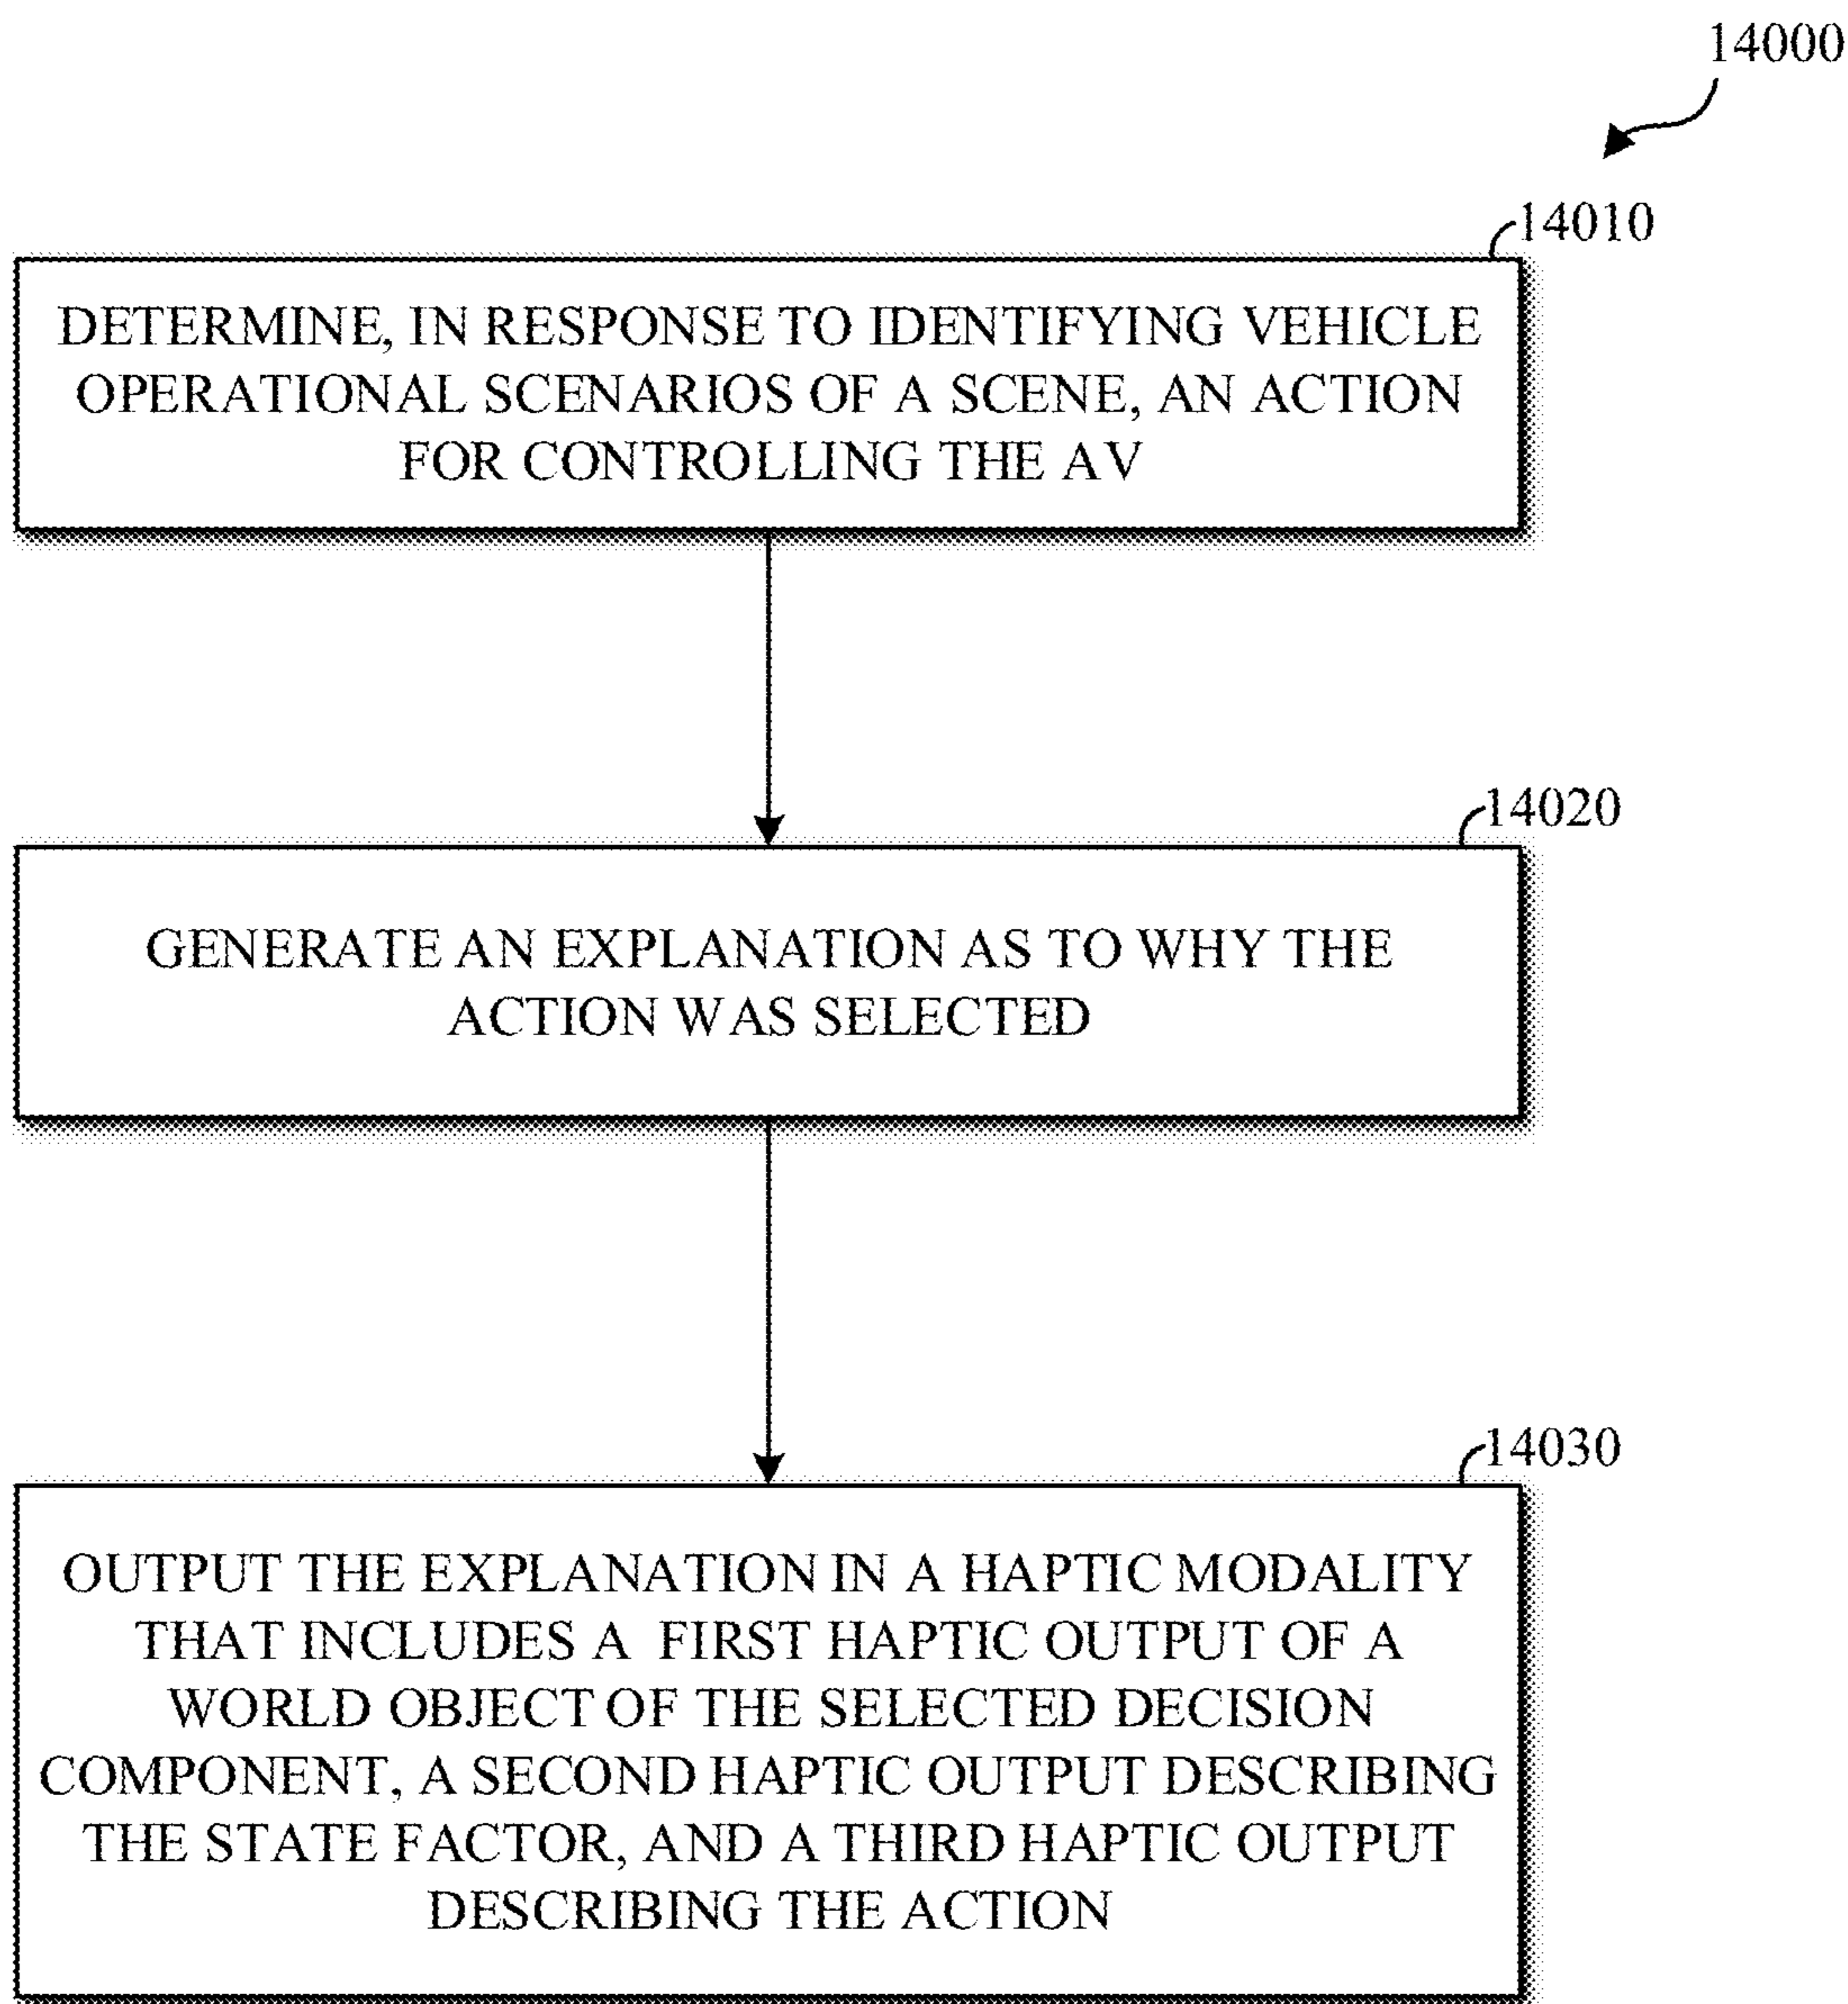 14000
14010
DETERMINE, IN RESPONSE TO IDENTIFYING VEHICLE
OPERATIONAL SCENARIOS OF A SCENE, AN ACTION
FOR CONTROLLING THE AV
14020
GENERATE AN EXPLANATION AS TO WHY THE
ACTION WAS SELECTED
14030
OUTPUT THE EXPLANATION IN A HAPTIC MODALITY
THAT INCLUDES A FIRST HAPTIC OUTPUT OF A
WORLD OBJECT OF THE SELECTED DECISION
COMPONENT, A SECOND HAPTIC OUTPUT DESCRIBING
THE STATE FACTOR, AND A THIRD HAPTIC OUTPUT
DESCRIBING THE ACTION